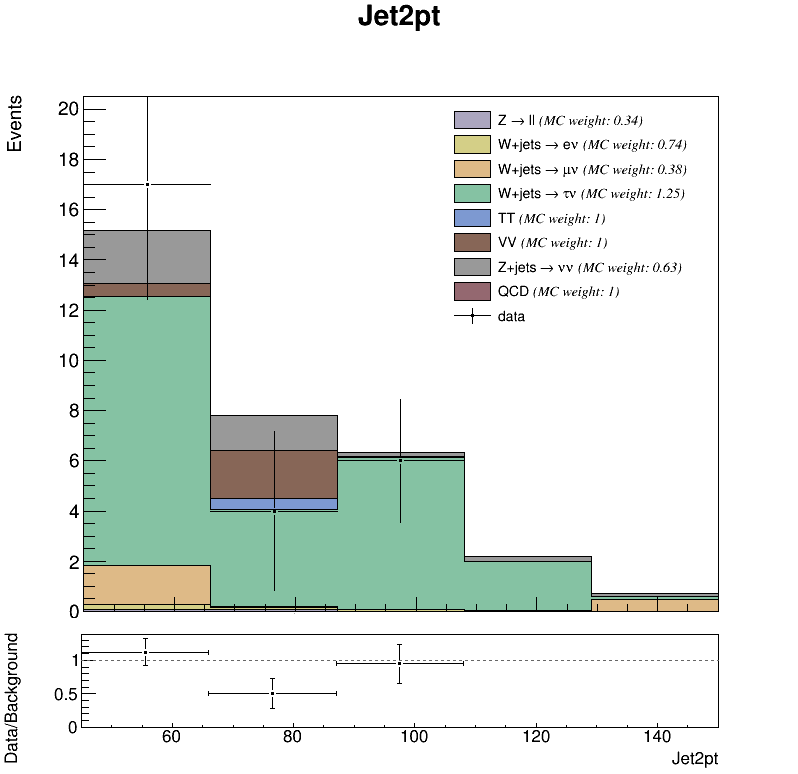 Jet2pt
Events
20
18
16
14
12
10
8
6
4
2
0
Z → ll (MC weight: 0.34)
W+jets → eν (MC weight: 0.74)
W+jets → μν (MC weight: 0.38)
W+jets → τν (MC weight: 1.25)
TT (MC weight: 1)
VV (MC weight: 1)
Z+jets → νν (MC weight: 0.63)
QCD (MC weight: 1)
data
Data/Background
1
0.5
0
60 80 100 120 140
Jet2pt